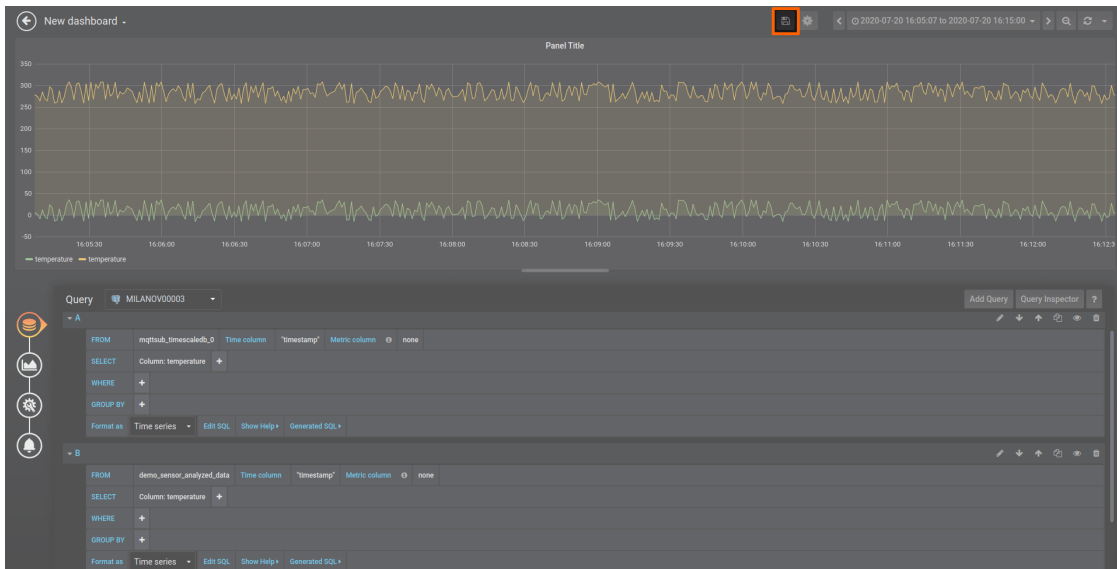 New dashboard
2020-07-20 16:05:07 to 2020-07-20 16:15:00
Panel Title
350
300
250
200
150
100
50
0
-50
16:05:30 16:06:00 16:06:30 16:07:00 16:07:30 16:08:00 16:08:30 16:09:00 16:09:30 16:10:00 16:10:30 16:11:00 16:11:30 16:12:00 16:12:3
temperature temperature
Query MILANOV00003 Add Query Query Inspector ?
A
FROM mqttsub_timescaledb_0 Time column "timestamp" Metric column none
SELECT Column: temperature +
WHERE +
GROUP BY +
Format as Time series Edit SQL Show Help Generated SQL
B
FROM demo_sensor_analyzed_data Time column "timestamp" Metric column none
SELECT Column: temperature +
WHERE +
GROUP BY +
Format as Time series Edit SQL Show Help Generated SQL